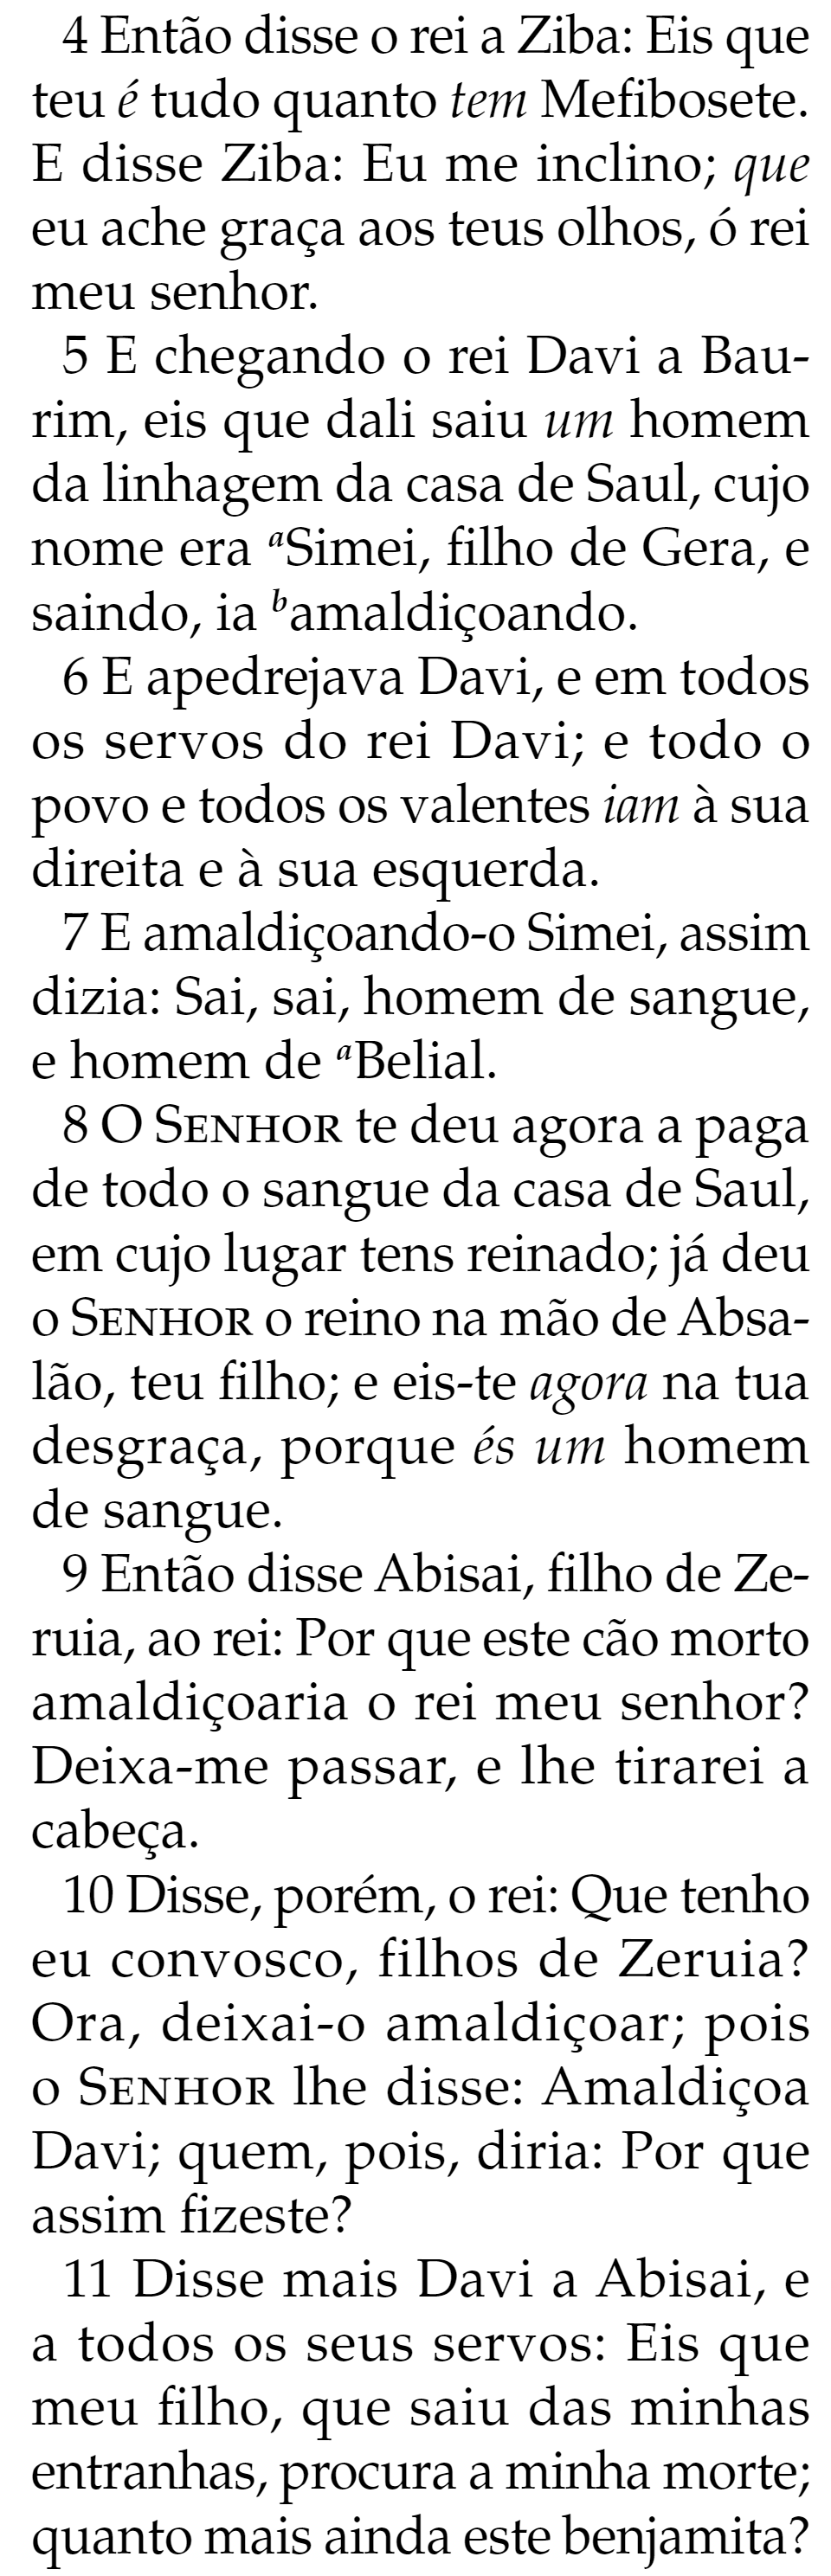 4 Então disse o rei a Ziba: Eis que
teu é tudo quanto tem Mefibosete.
E disse Ziba: Eu me inclino; que
eu ache graça aos teus olhos, ó rei
meu senhor.
5 E chegando o rei Davi a Bau-
rim, eis que dali saiu um homem
da linhagem da casa de Saul, cujo
nome era aSimei, filho de Gera, e
saindo, ia bamaldiçoando.
6 E apedrejava Davi, e em todos
os servos do rei Davi; e todo o
povo e todos os valentes iam à sua
direita e à sua esquerda.
7 E amaldiçoando-o Simei, assim
dizia: Sai, sai, homem de sangue,
e homem de aBelial.
8 O SENHOR te deu agora a paga
de todo o sangue da casa de Saul,
em cujo lugar tens reinado; já deu
o SENHOR o reino na mão de Absa-
lão, teu filho; e eis-te agora na tua
desgraça, porque és um homem
de sangue.
9 Então disse Abisai, filho de Ze-
ruia, ao rei: Por que este cão morto
amaldiçoaria o rei meu senhor?
Deixa-me passar, e lhe tirarei a
cabeça.
10 Disse, porém, o rei: Que tenho
eu convosco, filhos de Zeruia?
Ora, deixai-o amaldiçoar; pois
o SENHOR lhe disse: Amaldiçoa
Davi; quem, pois, diria: Por que
assim fizeste?
11 Disse mais Davi a Abisai, e
a todos os seus servos: Eis que
meu filho, que saiu das minhas
entranhas, procura a minha morte;
quanto mais ainda este benjamita?